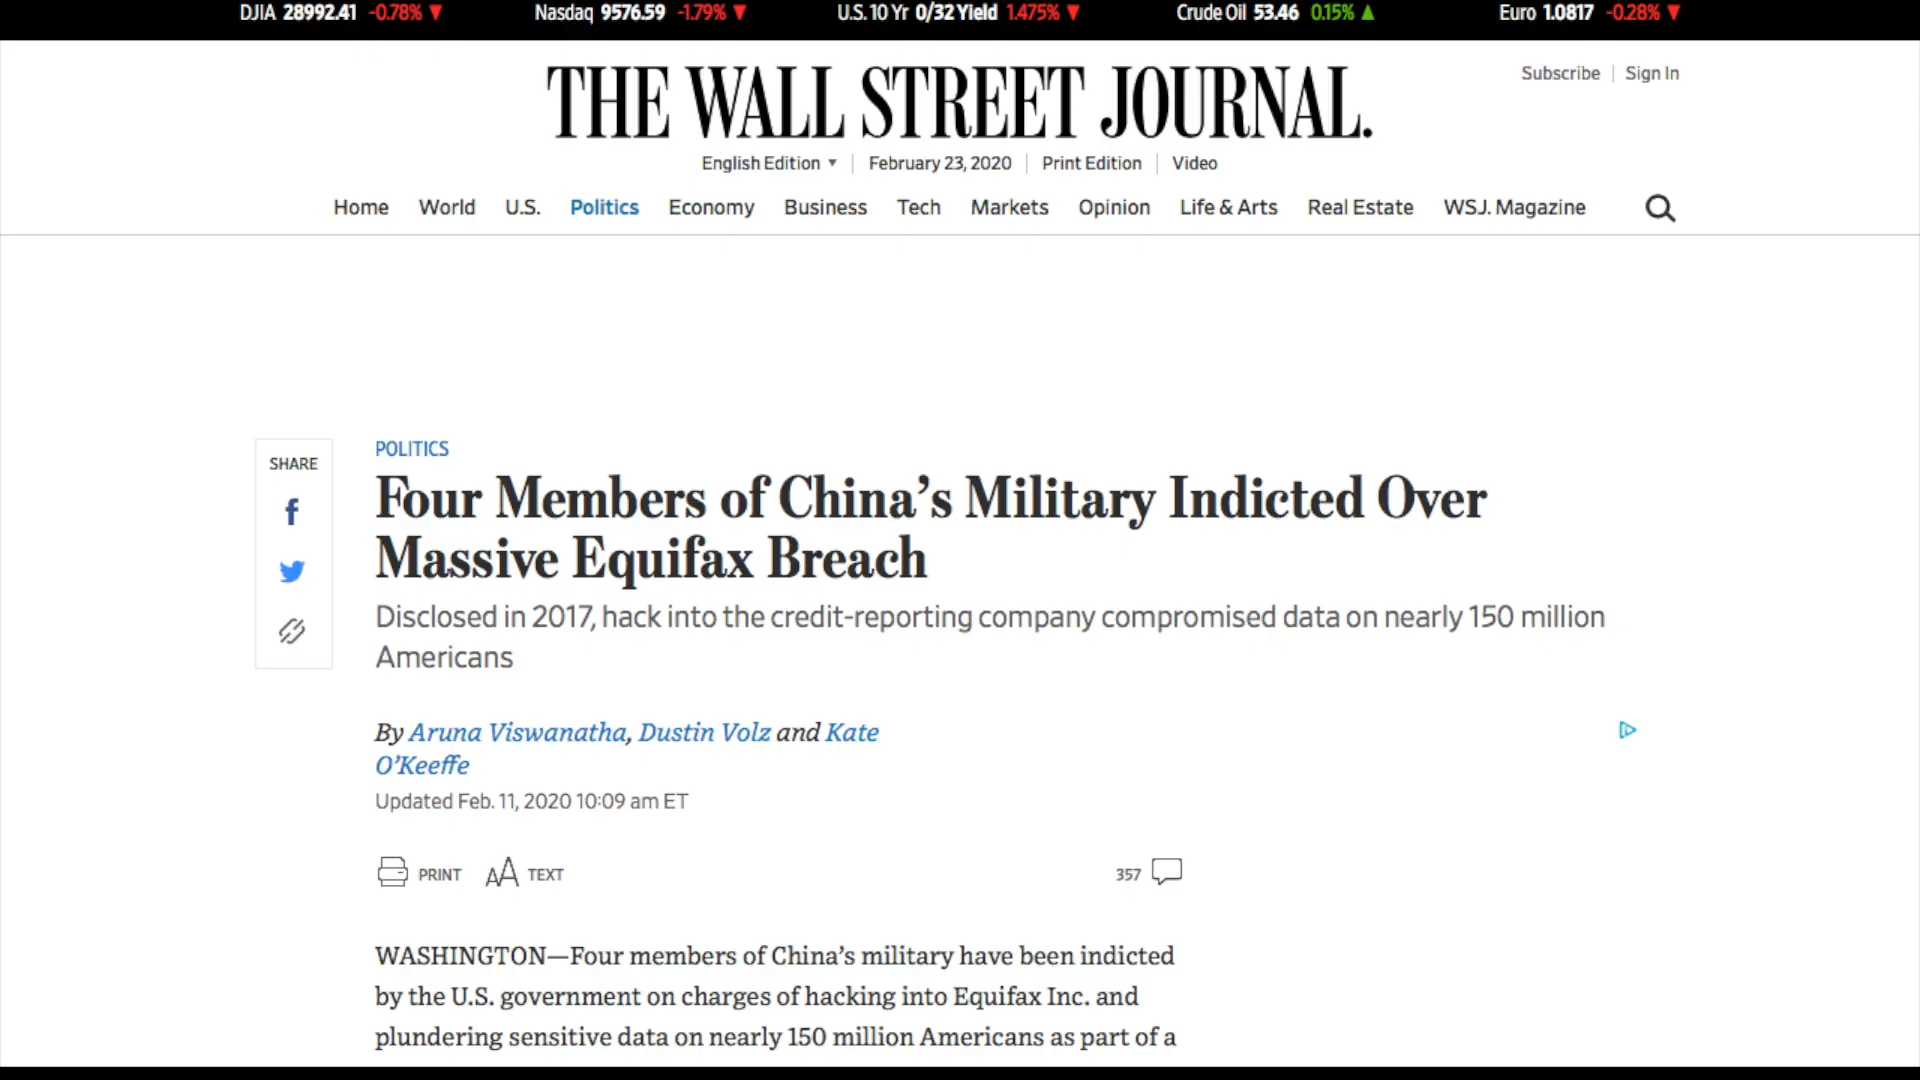 DJIA 28992.41 -0.78% ▼ Nasdaq 9576.59 -1.79% ▼ U.S. 10 Yr 0/32 Yield 1.475% ▼ Crude Oil 53.46 0.15% ▲ Euro 1.0817 -0.28% ▼
Subscribe | Sign In
THE WALL STREET JOURNAL.
English Edition ▼ | February 23, 2020 | Print Edition | Video
Home World U.S. Politics Economy Business Tech Markets Opinion Life & Arts Real Estate WSJ. Magazine
SHARE
POLITICS
Four Members of China’s Military Indicted Over
Massive Equifax Breach
Disclosed in 2017, hack into the credit-reporting company compromised data on nearly 150 million
Americans
By Aruna Viswanatha, Dustin Volz and Kate
O’Keeffe
Updated Feb. 11, 2020 10:09 am ET
PRINT AA TEXT 357
WASHINGTON—Four members of China’s military have been indicted
by the U.S. government on charges of hacking into Equifax Inc. and
plundering sensitive data on nearly 150 million Americans as part of a